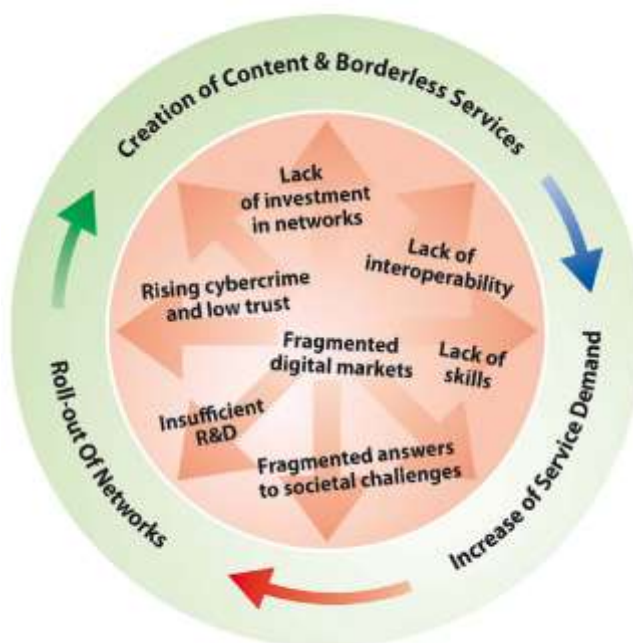 Creation of Content & Borderless Services
Lack
of investment
in networks
Lack of
interoperability
Rising cybercrime
and low trust
Fragmented
digital markets
Lack of
skills
Insufficient
R&D
Fragmented answers
to societal challenges
Roll-out Of Networks
Increase of Service Demand